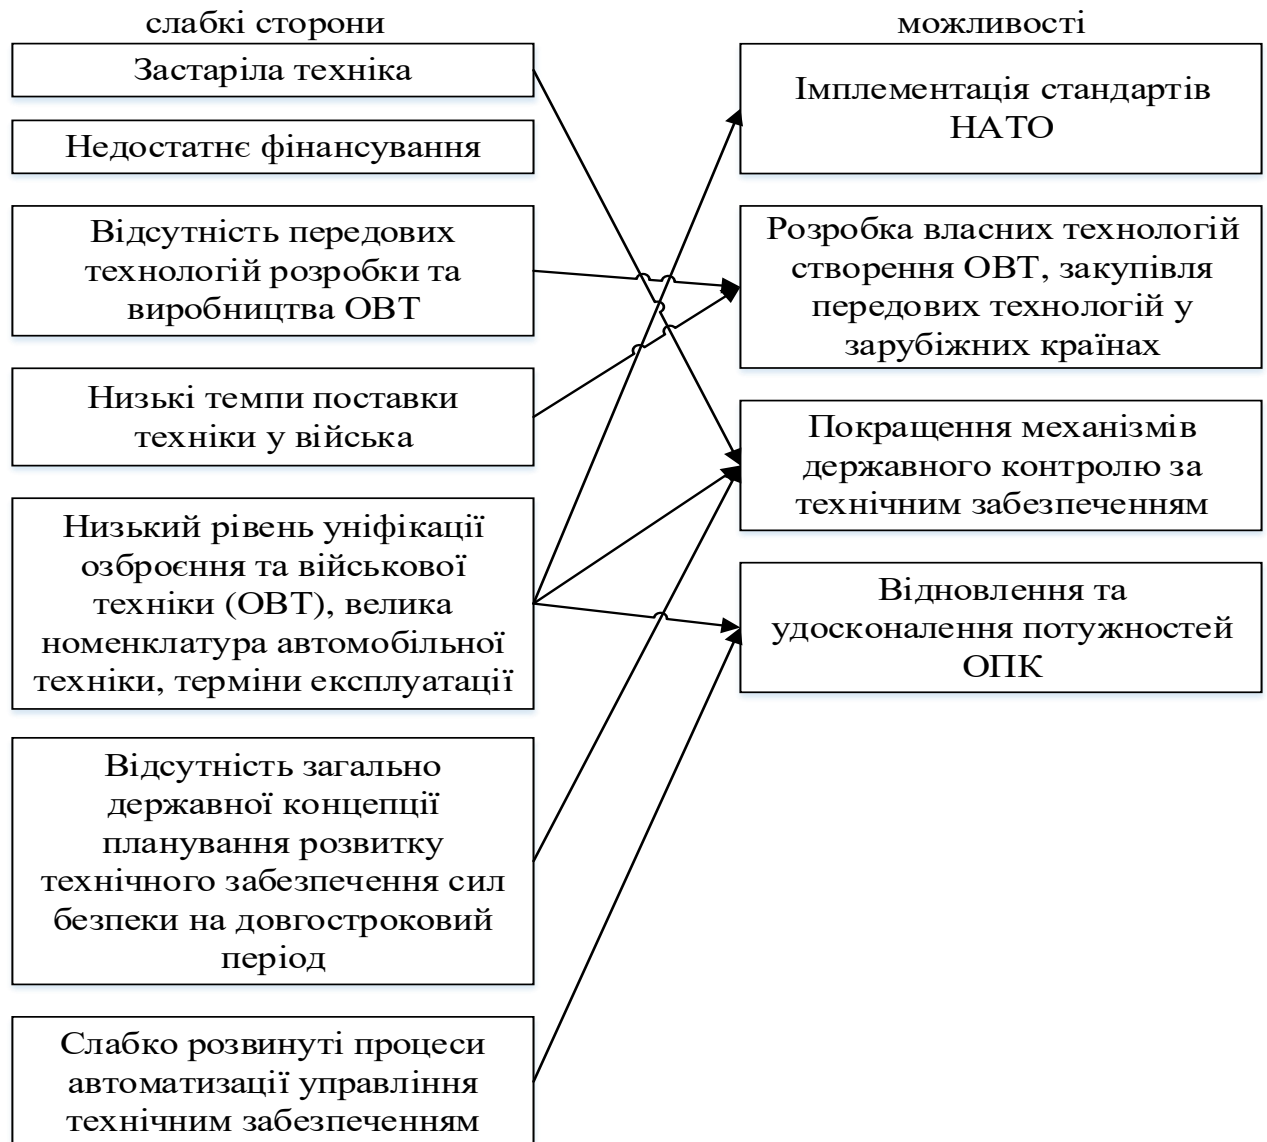 слабкі сторони
Застаріла техніка
Недостатнє фінансування
Відсутність передових
технологій розробки та
виробництва ОВТ
Низькі темпи поставки
техніки у війська
Низький рівень уніфікації
озброєння та військової
техніки (ОВТ), велика
номенклатура автомобільної
техніки, терміни експлуатації
Відсутність загально
державної концепції
планування розвитку
технічного забезпечення сил
безпеки на довгостроковий
період
Слабко розвинуті процеси
автоматизації управління
технічним забезпеченням
можливості
Імплементація стандартів
НАТО
Розробка власних технологій
створення ОВТ, закупівля
передових технологій у
зарубіжних країнах
Покращення механізмів
державного контролю за
технічним забезпеченням
Відновлення та
удосконалення потужностей
ОПК